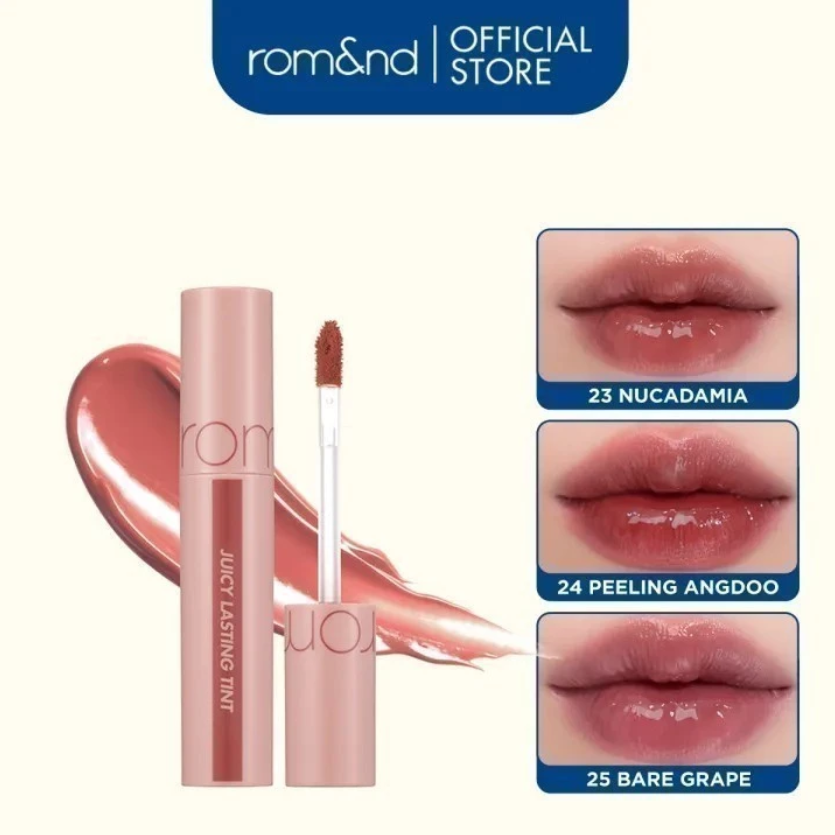 rom&nd
OFFICIAL
STORE
rom
JUICY LASTING TINT
rom
23 NUCADAMIA
24 PEELING ANGDOO
25 BARE GRAPE